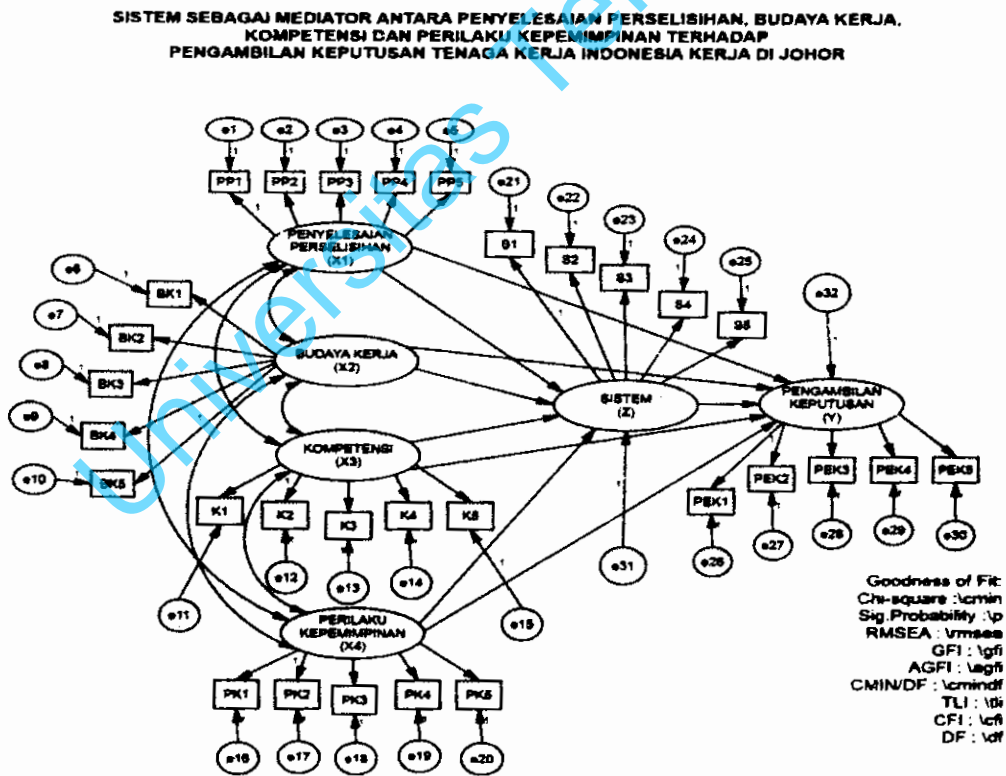 SISTEM SEBAGAI MEDIATOR ANTARA PENYELESAIAN PERSELISIHAN, BUDAYA KERJA,
KOMPETENSI DAN PERILAKU KEPEMIMPINAN TERHADAP
PENGAMBILAN KEPUTUSAN TENAGA KERJA INDONESIA KERJA DI JOHOR
e1 e2 e3 e4 e5
PP1 PP2 PP3 PP4 PP5
PENYELESAIAN
PERSELISIHAN
(X1)
e21
e22
e23
e24
e25
S1
S2
S3
S4
S5
e32
e6
e7
e8
e9
e10
BK1
BK2
BK3
BK4
BK5
BUDAYA KERJA
(X2)
SISTEM
(Z)
PENGAMBILAN
KEPUTUSAN
(Y)
KOMPETENSI
(X3)
K1 K2 K3 K4 K5
e11 e12 e13 e14 e15
PEK1 PEK2 PEK3 PEK4 PEK5
e26 e27 e28 e29 e30
e31
PERILAKU
KEPEMIMPINAN
(X4)
PK1 PK2 PK3 PK4 PK5
e16 e17 e18 e19 e20
Goodness of Fit:
Chi-square :\cmin
Sig.Probability :\p
RMSEA : \rmsea
GFI : \gfi
AGFI : \agfi
CMIN/DF : \cmindf
TLI : \tli
CFI : \cfi
DF : \df
Universitas